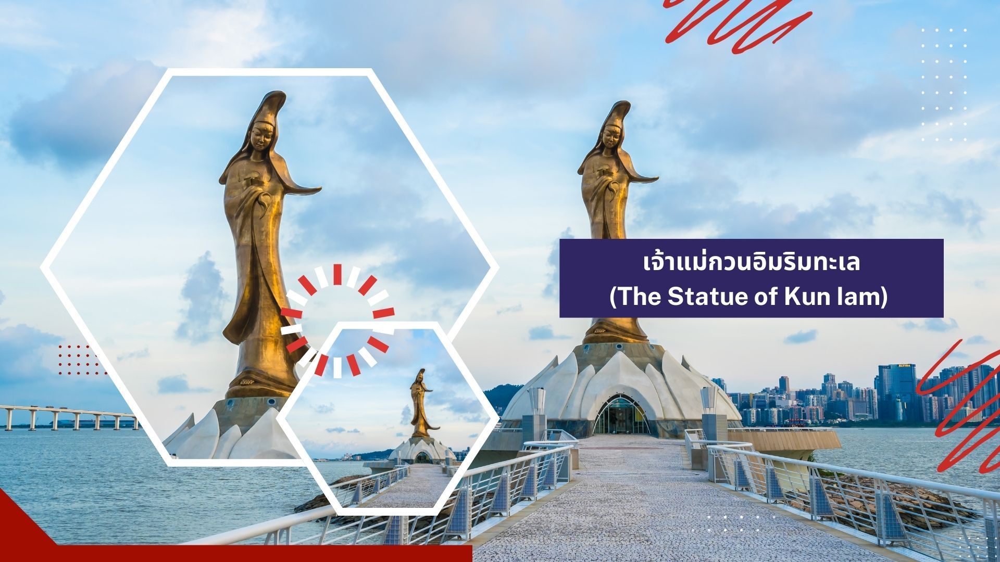 เจ้าแม่กวนอิมริมทะเล
(The Statue of Kun Iam)
ALTIRA